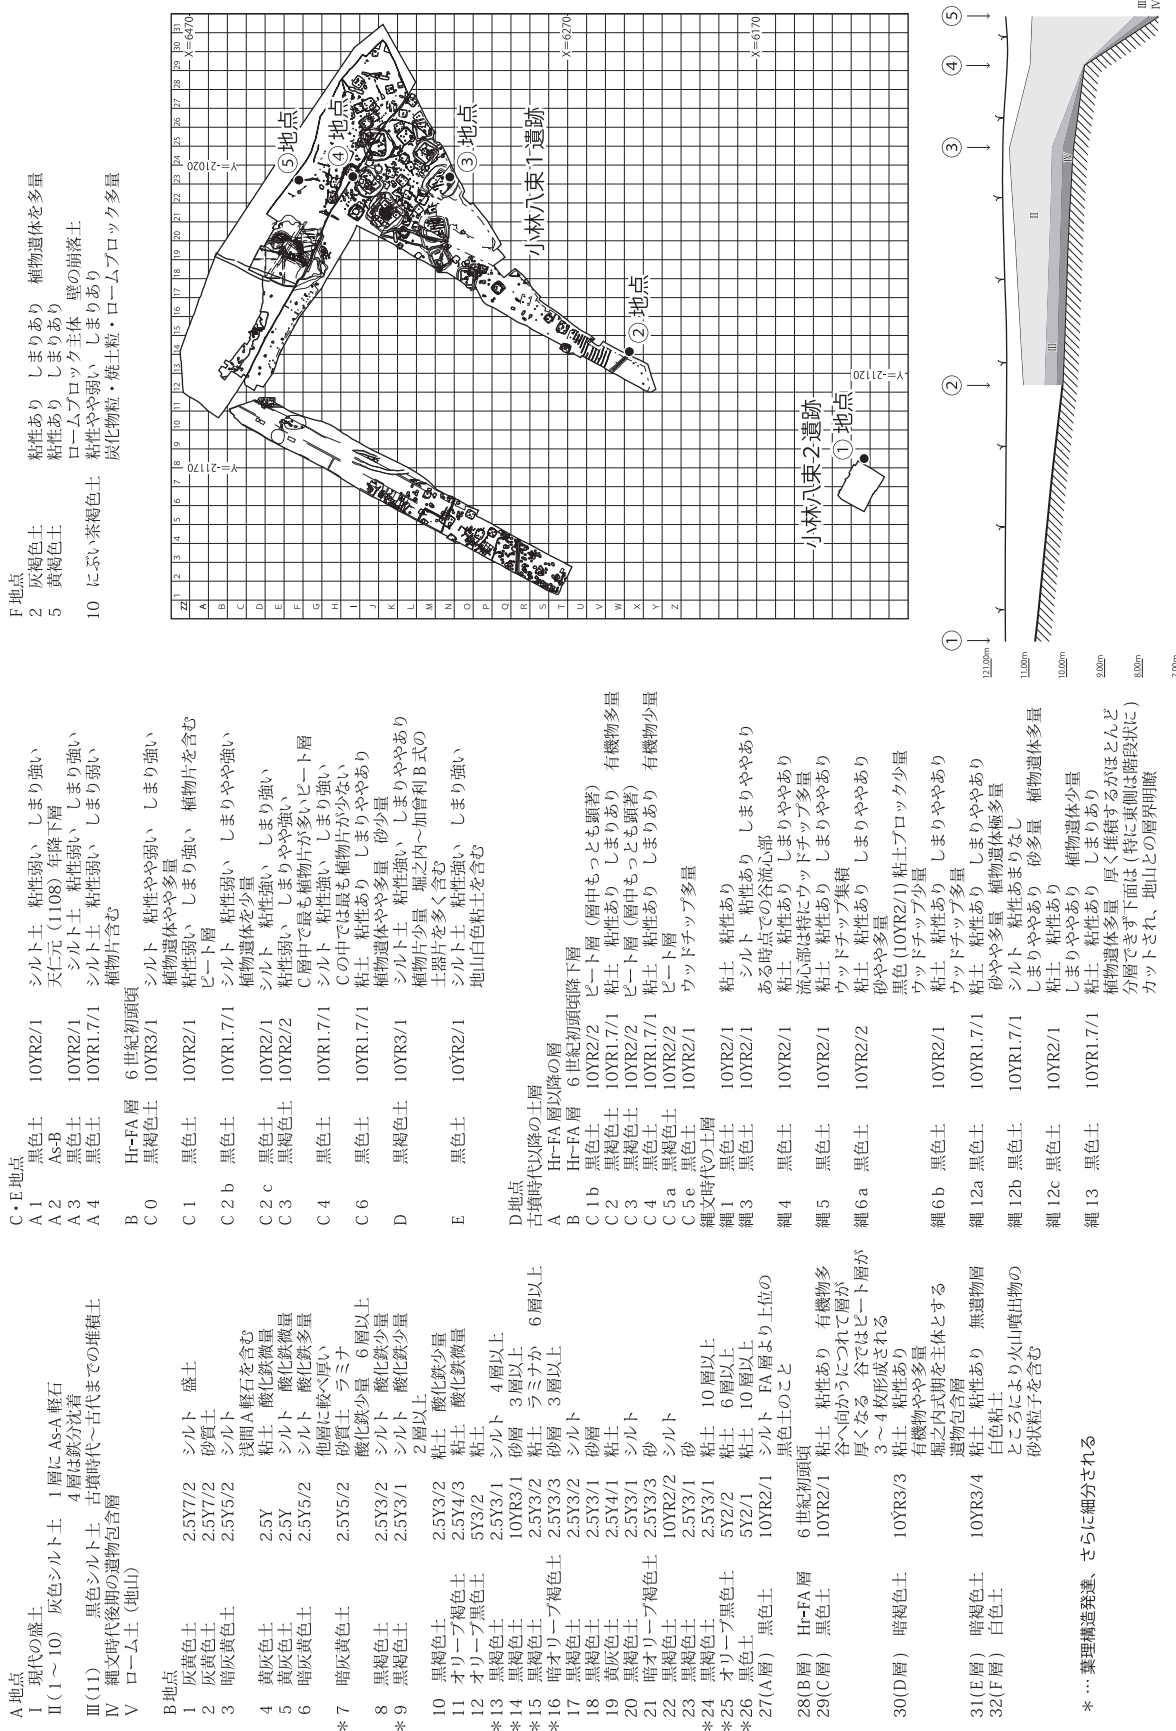 A 地点
Ⅰ 現代の盛土
Ⅱ(1～10) 灰色シルト土 1 層に As-A 軽石
4 層は鉄分沈着
Ⅲ(11) 黒色シルト土 古墳時代～古代までの堆積土
Ⅳ 縄文時代後期の遺物包含層
Ⅴ ローム土（地山）
B 地点
1 灰黄色土 2.5Y7/2 シルト 盛土
2 灰黄色土 2.5Y7/2 砂質土
3 暗灰黄色土 2.5Y5/2 シルト
浅間 A 軽石を含む
4 黄灰色土 2.5Y 粘土 酸化鉄微量
5 黄灰色土 2.5Y シルト 酸化鉄微量
6 暗灰黄色土 2.5Y5/2 シルト 酸化鉄多量
他層に較べ厚い
＊7 暗灰黄色土 2.5Y5/2 砂質土 ラミナ
酸化鉄少量 6 層以上
8 黒褐色土 2.5Y3/2 シルト 酸化鉄少量
＊9 黒褐色土 2.5Y3/1 シルト 酸化鉄少量
2 層以上
10 黒褐色土 2.5Y3/2 粘土 酸化鉄少量
11 オリーブ褐色土 2.5Y4/3 粘土 酸化鉄微量
12 オリーブ黒色土 5Y3/2 粘土
＊13 黒褐色土 2.5Y3/1 シルト 4 層以上
＊14 黒褐色土 10YR3/1 砂層 3 層以上
＊15 黒褐色土 2.5Y3/2 粘土 ラミナか 6 層以上
＊16 暗オリーブ褐色土 2.5Y3/3 砂層 3 層以上
17 黒褐色土 2.5Y3/2 シルト
18 黒褐色土 2.5Y3/1 砂層
19 黄灰色土 2.5Y4/1 粘土
20 黒褐色土 2.5Y3/1 シルト
21 暗オリーブ褐色土 2.5Y3/3 砂
22 黒褐色土 10YR2/2 シルト
23 黒褐色土 2.5Y3/1 砂
＊24 黒褐色土 2.5Y3/1 粘土 10 層以上
＊25 オリーブ黒色土 5Y2/2 粘土 6 層以上
＊26 黒色土 5Y2/1 粘土 10 層以上
27(A層) 黒色土 10YR2/1 シルト FA 層より上位の
黒色土のこと
28(B層) Hr-FA 層 6 世紀初頭頃
29(C層) 黒色土 10YR2/1 粘土 粘性あり 有機物多
谷へ向かうにつれて層が
厚くなる 谷ではピート層が
3～4 枚形成される
30(D層) 暗褐色土 10YR3/3 粘土 粘性あり
有機物やや多量
堀之内式期を主体とする
遺物包含層
31(E層) 暗褐色土 10YR3/4 粘土 粘性あり 無遺物層
32(F層) 白色土 白色粘土
ところにより火山噴出物の
砂状粒子を含む
＊…葉理構造発達、さらに細分される
C・E 地点
A 1 黒色土 10YR2/1 シルト土 粘性弱い しまり強い
A 2 As-B 天仁元（1108）年降下層
A 3 黒色土 10YR2/1 シルト土 粘性弱い しまり強い
A 4 黒色土 10YR1.7/1 シルト土 粘性弱い しまり弱い
植物片含む
B Hr-FA 層 6 世紀初頭頃
C 0 黒褐色土 10YR3/1 シルト 粘性やや弱い しまり強い
植物遺体やや多量
C 1 黒色土 10YR2/1 粘性弱い しまり強い 植物片を含む
ピート層
C 2 b 黒色土 10YR1.7/1 シルト 粘性弱い しまりやや強い
植物遺体を少量
C 2 c 黒色土 10YR2/1 シルト 粘性強い しまり強い
C 3 黒褐色土 10YR2/2 粘性弱い しまりやや強い
C 層中で最も植物片が多いピート層
C 4 黒色土 10YR1.7/1 シルト 粘性強い しまり強い
C の中では最も植物片が少ない
C 6 黒色土 10YR1.7/1 粘土 粘性あり しまりややあり
植物遺体やや多量 砂少量
D 黒褐色土 10YR3/1 シルト土 粘性強い しまりややあり
植物片少量 堀之内～加曽利 B 式の
土器片を多く含む
E 黒色土 10YR2/1 シルト土 粘性強い しまり強い
地山白色粘土を含む
D 地点
古墳時代以降の土層
A Hr-FA 層以降の層
B Hr-FA 層 6 世紀初頭頃降下層
C 1b 黒色土 10YR2/2 ピート層（層中もっとも顕著）
C 2 黒褐色土 10YR1.7/1 粘土 粘性あり しまりあり 有機物多量
C 3 黒褐色土 10YR2/2 ピート層（層中もっとも顕著）
C 4 黒色土 10YR1.7/1 粘土 粘性あり しまりあり 有機物少量
C 5a 黒褐色土 10YR2/2 ピート層
C 5e 黒色土 10YR2/1 ウッドチップ多量
縄文時代の土層
縄 1 黒色土 10YR2/1 粘土 粘性あり
縄 3 黒色土 10YR2/1 シルト 粘性あり しまりややあり
ある時点での谷流心部
縄 4 黒色土 10YR2/1 粘土 粘性あり しまりややあり
流心部は特にウッドチップ多量
縄 5 黒色土 10YR2/1 粘土 粘性あり しまりややあり
ウッドチップ集積
縄 6a 黒色土 10YR2/2 粘土 粘性あり しまりややあり
砂やや多量
黒色 (10YR2/1) 粘土ブロック少量
ウッドチップ少量
縄 6b 黒色土 10YR2/1 粘土 粘性あり しまりややあり
ウッドチップ多量
縄 12a 黒色土 10YR1.7/1 粘土 粘性あり しまりややあり
砂やや多量 植物遺体極多量
縄 12b 黒色土 10YR1.7/1 シルト 粘性あまりなし
しまりややあり 砂多量 植物遺体多量
縄 12c 黒色土 10YR2/1 粘土 粘性あり
しまりややあり 植物遺体少量
縄 13 黒色土 10YR1.7/1 粘土 粘性あり しまりあり
植物遺体多量 厚く堆積するがほとんど
分層できず下面は ( 特に東側は階段状に )
カットされ、地山との層界明瞭
F 地点
2 灰褐色土 粘性あり しまりあり 植物遺体を多量
5 黄褐色土 粘性あり しまりあり
ロームブロック主体 壁の崩落土
10 にぶい茶褐色土 粘性やや弱い しまりあり
炭化物粒・焼土粒・ロームブロック多量
1 2 3 4 5 6 7 8 9 10 11 12 13 14 15 16 17 18 19 20 21 22 23 24 25 26 27 28 29 30 31
ZZ
A
B
C
D
E
F
G
H
I
J
K
L
M
N
O
P
Q
R
S
T
U
V
W
X
Y
Z
X=6470
X=6270
X=6170
Y=-21170
Y=-21120
Y=-21020
⑤地点
④地点
③地点
小林八束 1 遺跡
②地点
小林八束 2 遺跡
①地点
① ② ③ ④ ⑤
121.00m
11.00m
10.00m
9.00m
8.00m
7.00m
Ⅱ
Ⅲ
Ⅳ
Ⅲ
Ⅳ